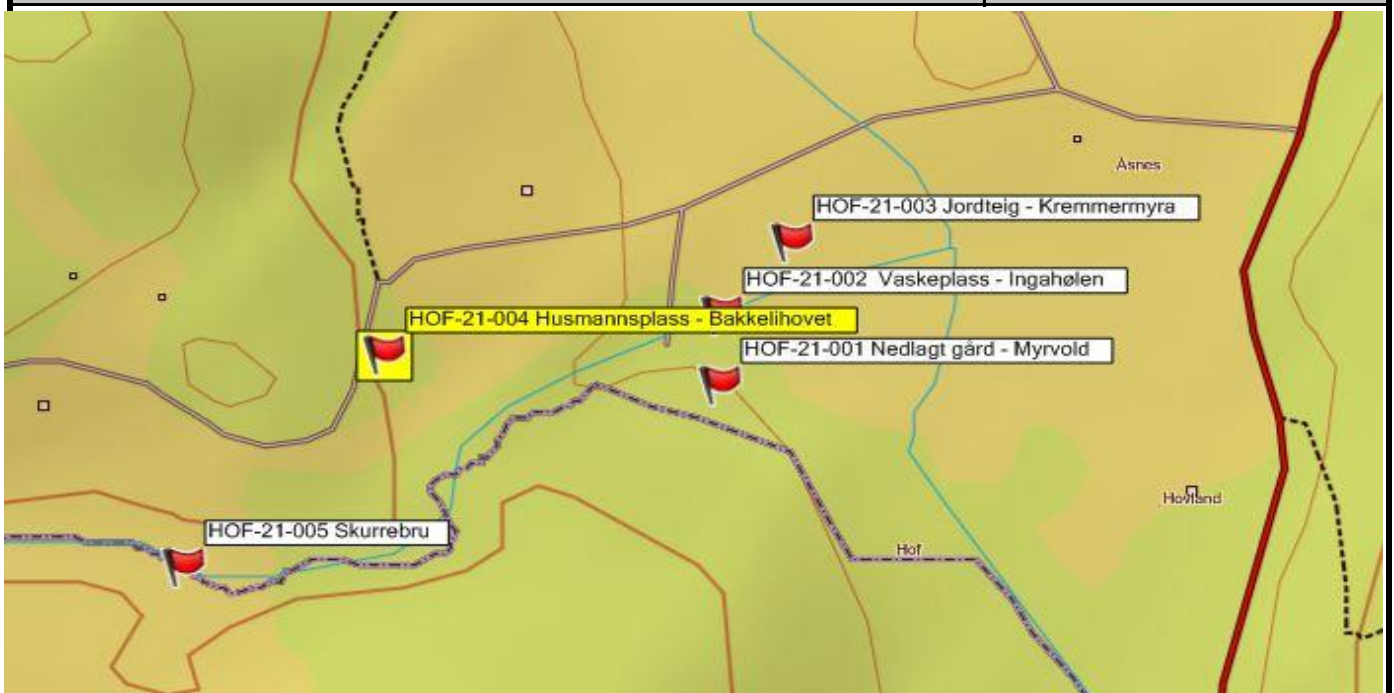 Åsnes
HOF-21-003 Jordteig - Kremmermyra
HOF-21-002 Vaskeplass - Ingahølen
HOF-21-004 Husmannsplass - Bakkelihovet
HOF-21-001 Nedlagt gård - Myrvold
Hovland
HOF-21-005 Skurrebru
Hof